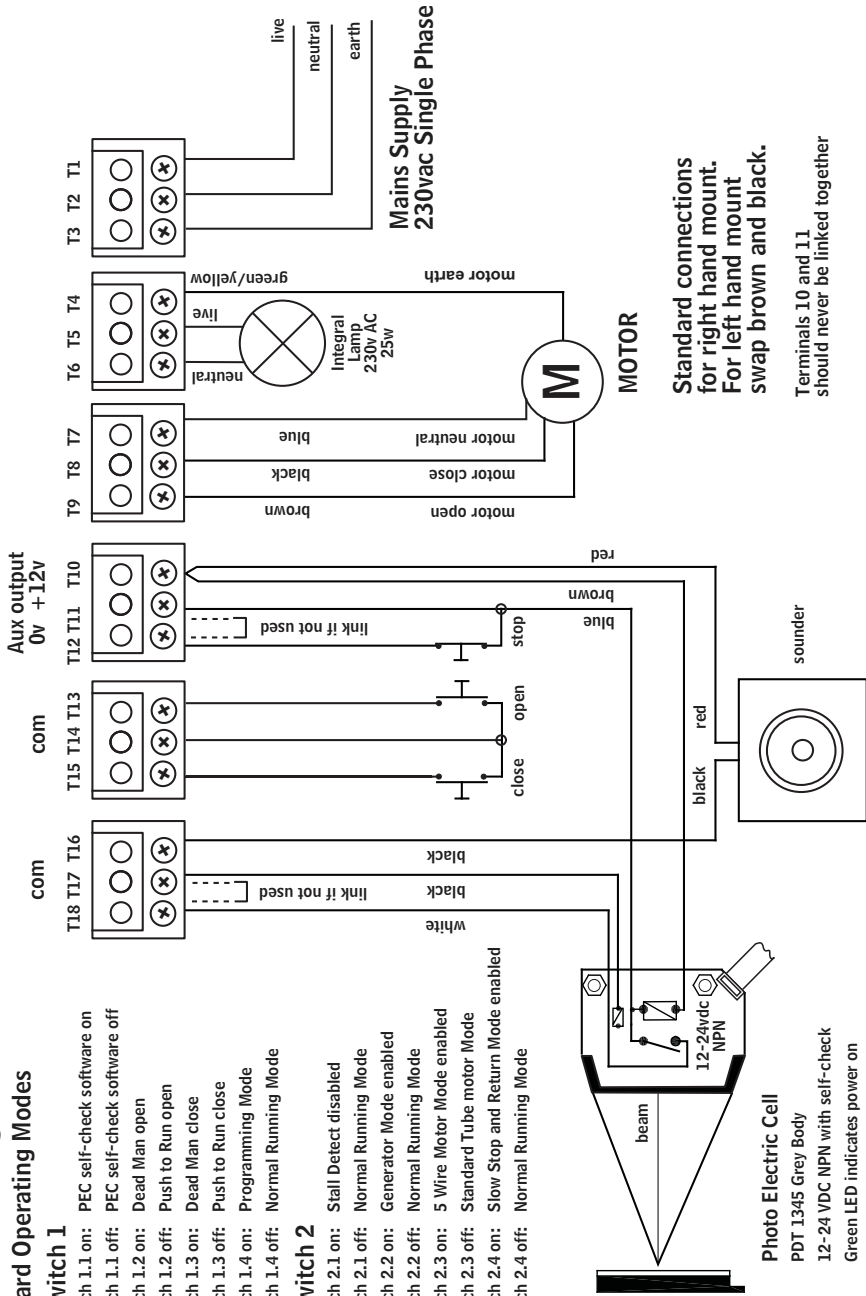 ard Operating Modes
vitch 1
ch 1.1 on: PEC self-check software on
ch 1.1 off: PEC self-check software off
ch 1.2 on: Dead Man open
ch 1.2 off: Push to Run open
ch 1.3 on: Dead Man close
ch 1.3 off: Push to Run close
ch 1.4 on: Programming Mode
ch 1.4 off: Normal Running Mode
vitch 2
ch 2.1 on: Stall Detect disabled
ch 2.1 off: Normal Running Mode
ch 2.2 on: Generator Mode enabled
ch 2.2 off: Normal Running Mode
ch 2.3 on: 5 Wire Motor Mode enabled
ch 2.3 off: Standard Tube motor Mode
ch 2.4 on: Slow Stop and Return Mode enabled
ch 2.4 off: Normal Running Mode
com
T18 T17 T16
com
T15 T14 T13
Aux output
0v +12v
T12 T11 T10
T9 T8 T7
T6 T5 T4
T3 T2 T1
link if not used
white
black
black
close
open
link if not used
stop
blue
brown
red
brown
black
blue
motor open
motor close
motor neutral
neutral
live
green/yellow
motor earth
Integral
Lamp
230v AC
25w
M
MOTOR
live
neutral
earth
Mains Supply
230vac Single Phase
Standard connections
for right hand mount.
For left hand mount
swap brown and black.
Terminals 10 and 11
should never be linked together
black
red
sounder
beam
12-24vdc
NPN
Photo Electric Cell
PDT 1345 Grey Body
12-24 VDC NPN with self-check
Green LED indicates power on